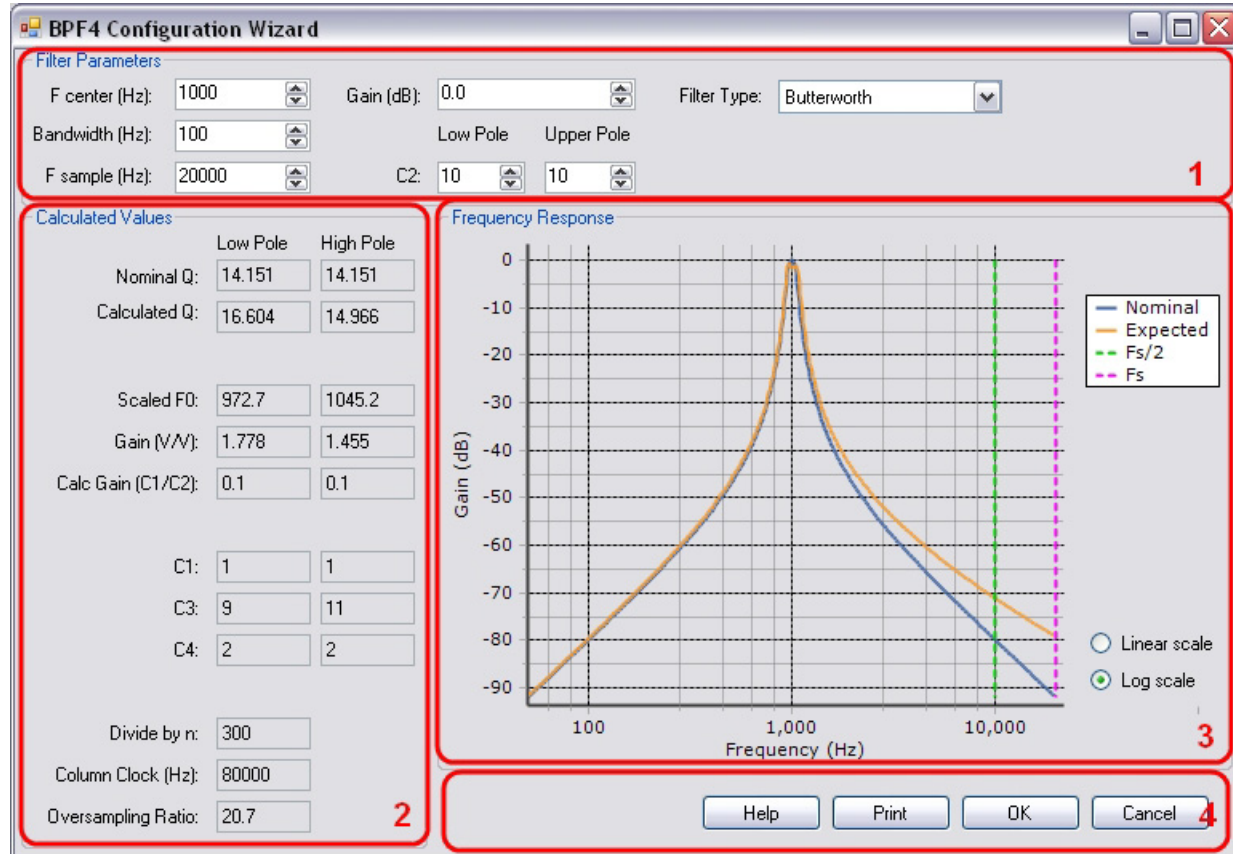 BPF4 Configuration Wizard
Filter Parameters
F center (Hz): 1000 Gain (dB): 0.0 Filter Type: Butterworth
Bandwidth (Hz): 100 Low Pole Upper Pole
F sample (Hz): 20000 C2: 10 10
1
Calculated Values
Low Pole High Pole
Nominal Q: 14.151 14.151
Calculated Q: 16.604 14.966
Scaled F0: 972.7 1045.2
Gain (V/V): 1.778 1.455
Calc Gain (C1/C2): 0.1 0.1
C1: 1 1
C3: 9 11
C4: 2 2
Divide by n: 300
Column Clock (Hz): 80000
Oversampling Ratio: 20.7
2
Frequency Response
Gain (dB)
0
-10
-20
-30
-40
-50
-60
-70
-80
-90
100 1,000 10,000
Frequency (Hz)
Nominal
Expected
Fs/2
Fs
Linear scale
Log scale
3
Help Print OK Cancel
4